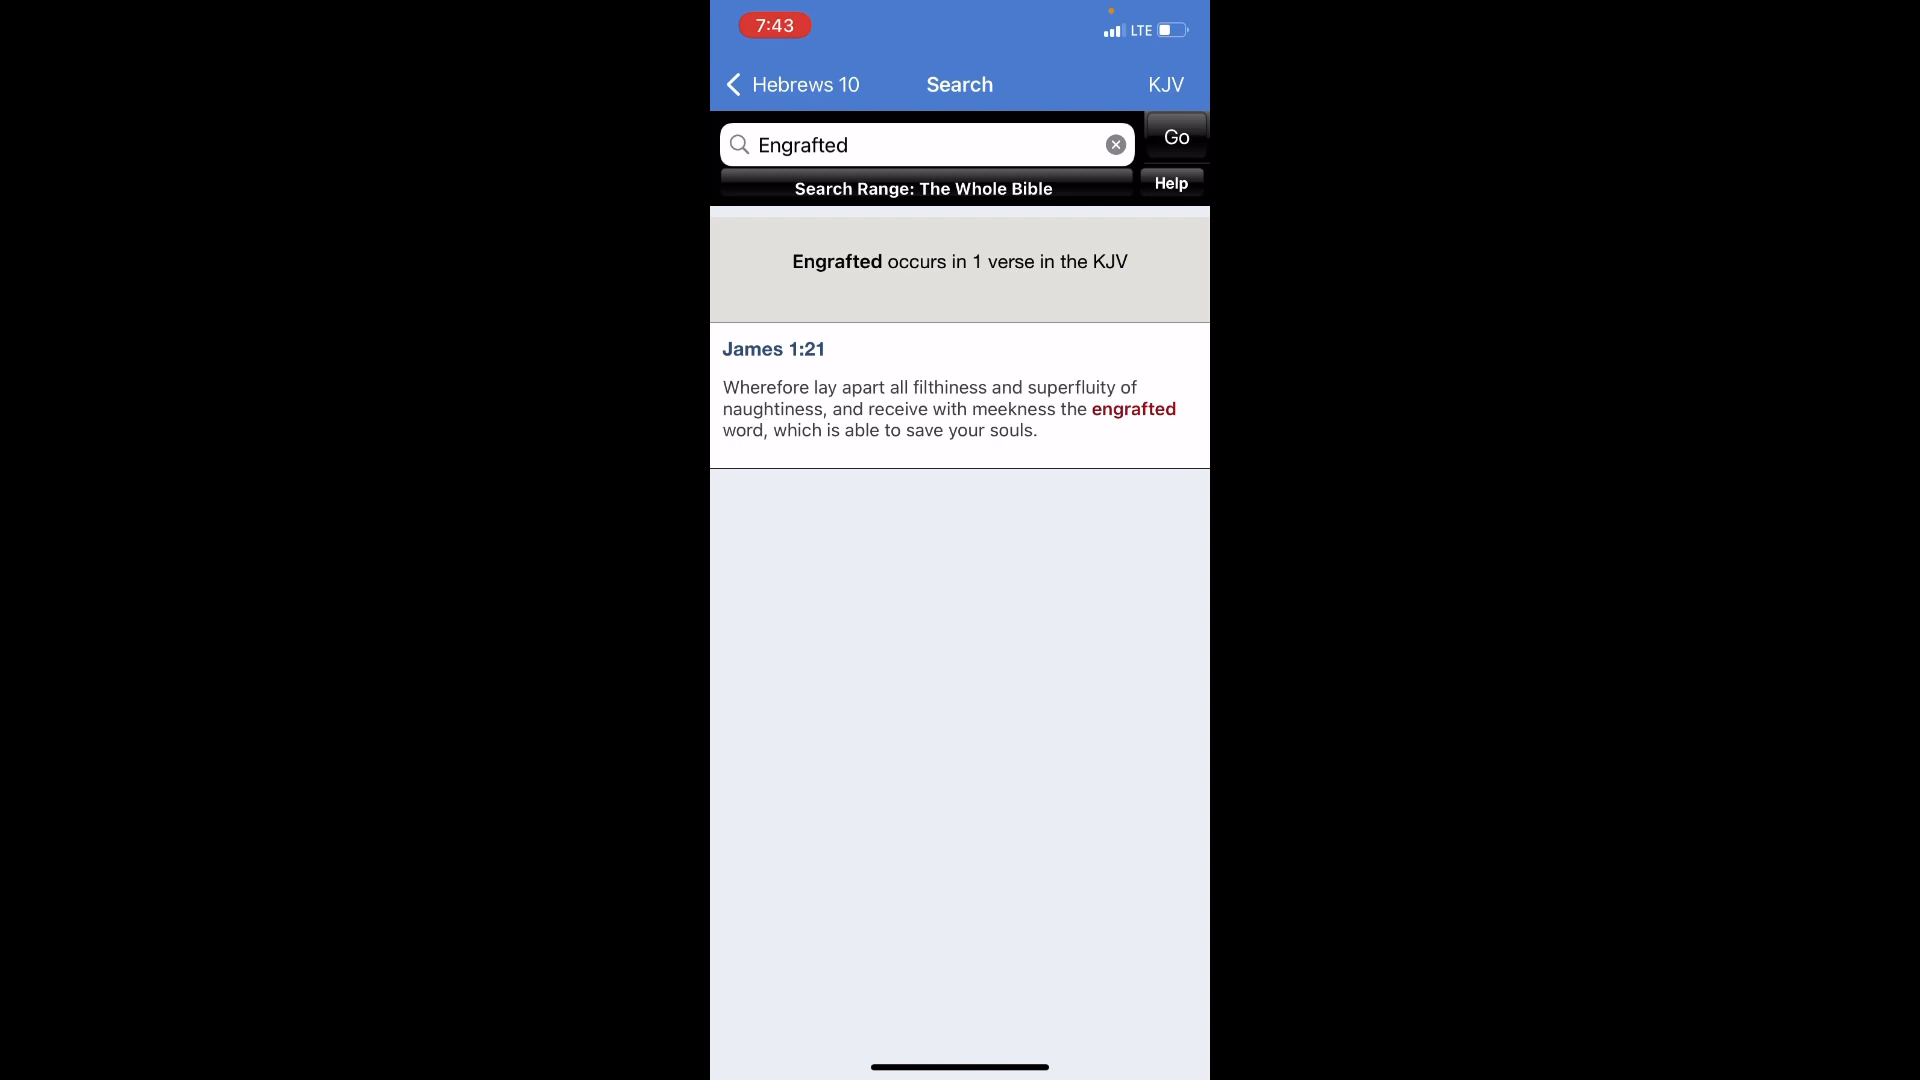 7:43
LTE
Hebrews 10
Search
KJV
Engrafted
Go
Search Range: The Whole Bible
Help
Engrafted occurs in 1 verse in the KJV
James 1:21
Wherefore lay apart all filthiness and superfluity of
naughtiness, and receive with meekness the engrafted
word, which is able to save your souls.